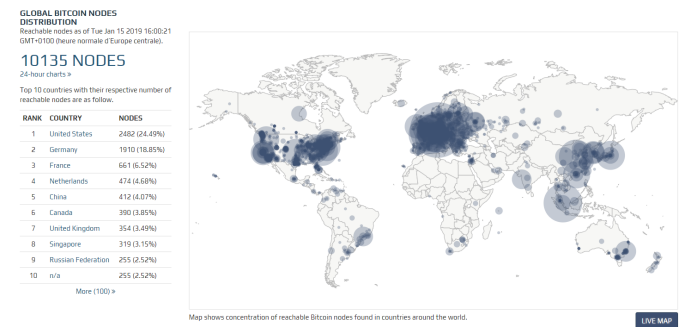 GLOBAL BITCOIN NODES
DISTRIBUTION
Reachable nodes as of Tue Jan 15 2019 16:00:21
GMT+0100 (heure normale d'Europe centrale).
10135 NODES
24-hour charts »
Top 10 countries with their respective number of
reachable nodes are as follow.
RANK COUNTRY NODES
1 United States 2482 (24.49%)
2 Germany 1910 (18.85%)
3 France 661 (6.52%)
4 Netherlands 474 (4.68%)
5 China 412 (4.07%)
6 Canada 390 (3.85%)
7 United Kingdom 354 (3.49%)
8 Singapore 319 (3.15%)
9 Russian Federation 255 (2.52%)
10 n/a 255 (2.52%)
More (100) »
Map shows concentration of reachable Bitcoin nodes found in countries around the world.
LIVE MAP